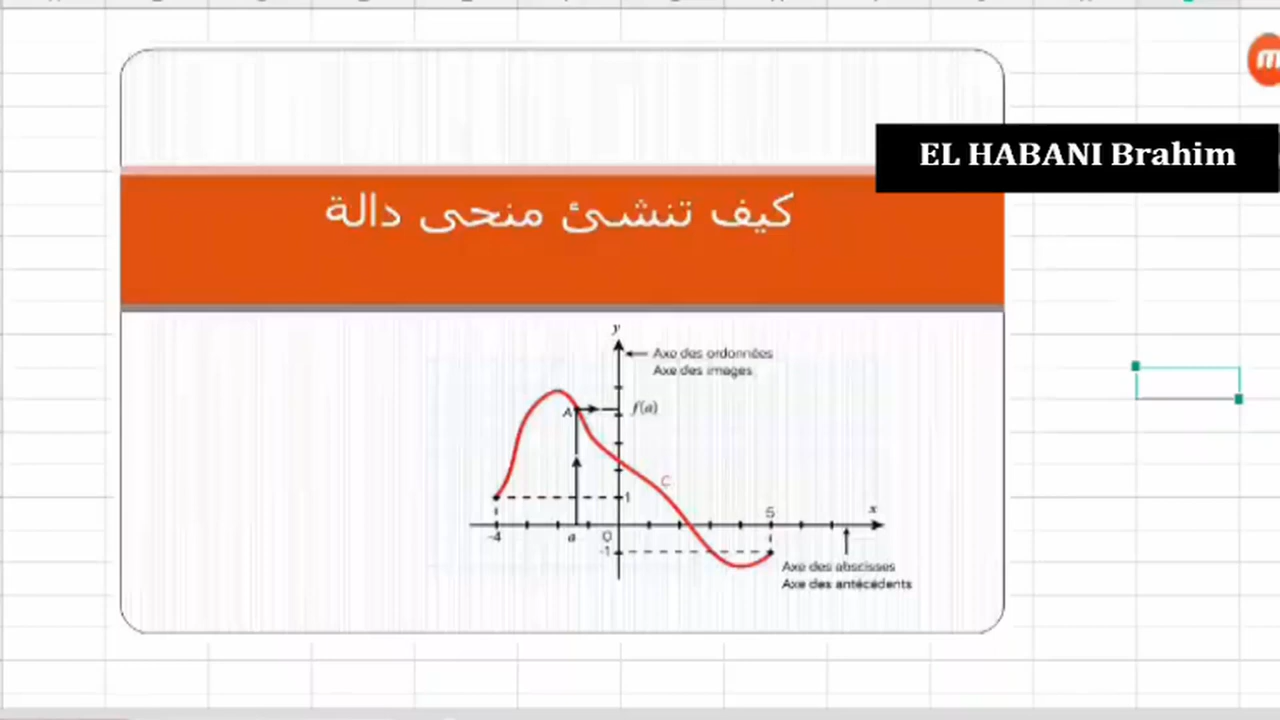 EL HABANI Brahim
كيف تنشئ منحى دالة
y
Axe des ordonnées
Axe des images
A
f(a)
C
1
5
x
-4
a
0
-1
Axe des abscisses
Axe des antécédents